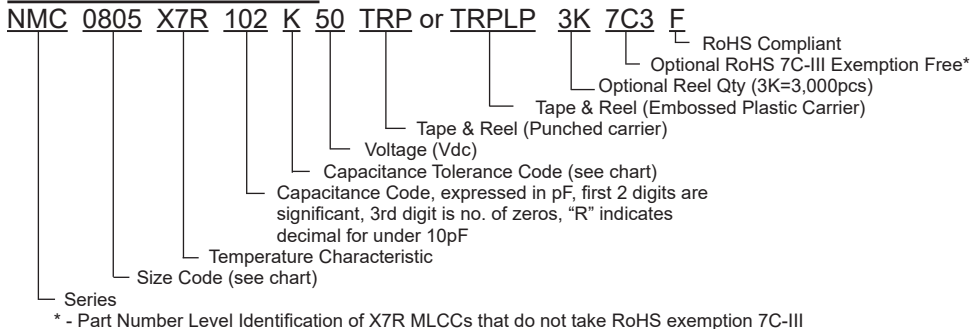 NMC 0805 X7R 102 K 50 TRP or TRPLP 3K 7C3 F
RoHS Compliant
Optional RoHS 7C-III Exemption Free*
Optional Reel Qty (3K=3,000pcs)
Tape & Reel (Embossed Plastic Carrier)
Tape & Reel (Punched carrier)
Voltage (Vdc)
Capacitance Tolerance Code (see chart)
Capacitance Code, expressed in pF, first 2 digits are
significant, 3rd digit is no. of zeros, “R” indicates
decimal for under 10pF
Temperature Characteristic
Size Code (see chart)
Series
* - Part Number Level Identification of X7R MLCCs that do not take RoHS exemption 7C-III